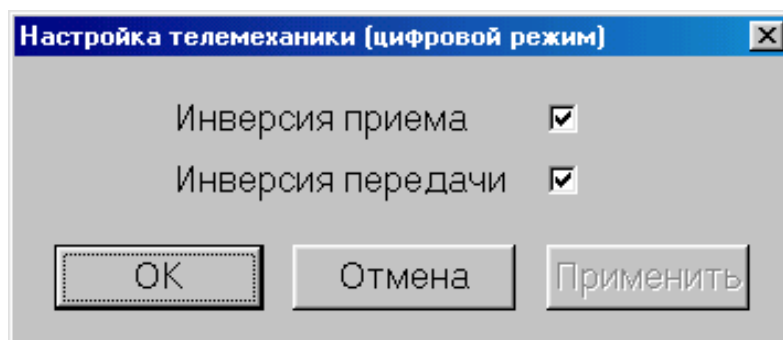 Настройка телемеханики (цифровой режим)
Инверсия приема
Инверсия передачи
OK Отмена Применить